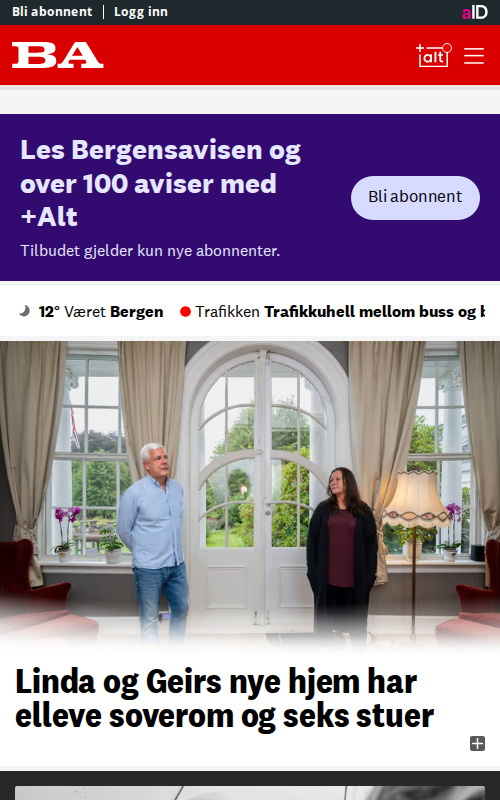 Bli abonnent
Logg inn
aID
BA
+alt
Les Bergensavisen og
over 100 aviser med
+Alt
Bli abonnent
Tilbudet gjelder kun nye abonnenter.
12° Været Bergen
Trafikken Trafikkuhell mellom buss og
Linda og Geirs nye hjem har
elleve soverom og seks stuer